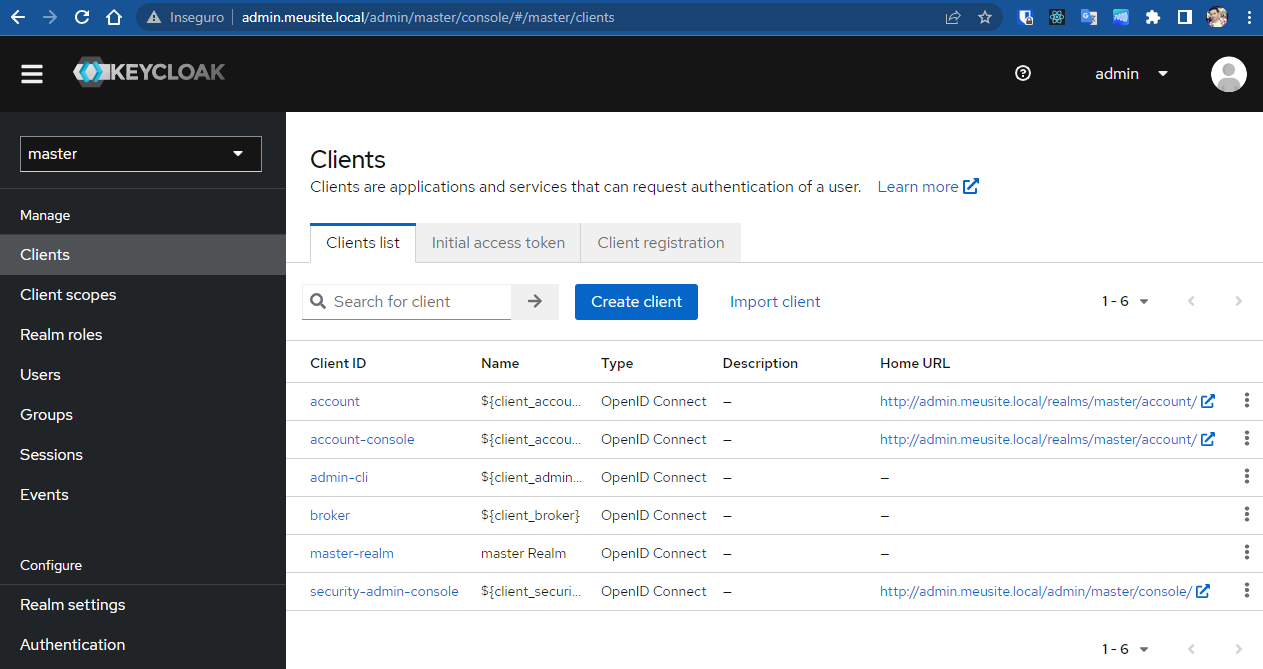 Inseguro admin.meusite.local/admin/master/console/#/master/clients
KEYCLOAK
admin
master
Manage
Clients
Client scopes
Realm roles
Users
Groups
Sessions
Events
Configure
Realm settings
Authentication
Clients
Clients are applications and services that can request authentication of a user. Learn more
Clients list Initial access token Client registration
Search for client Create client Import client 1 - 6
Client ID Name Type Description Home URL
account ${client_accou... OpenID Connect – http://admin.meusite.local/realms/master/account/
account-console ${client_accou... OpenID Connect – http://admin.meusite.local/realms/master/account/
admin-cli ${client_admin... OpenID Connect – –
broker ${client_broker} OpenID Connect – –
master-realm master Realm OpenID Connect – –
security-admin-console ${client_securi... OpenID Connect – http://admin.meusite.local/admin/master/console/
1 - 6